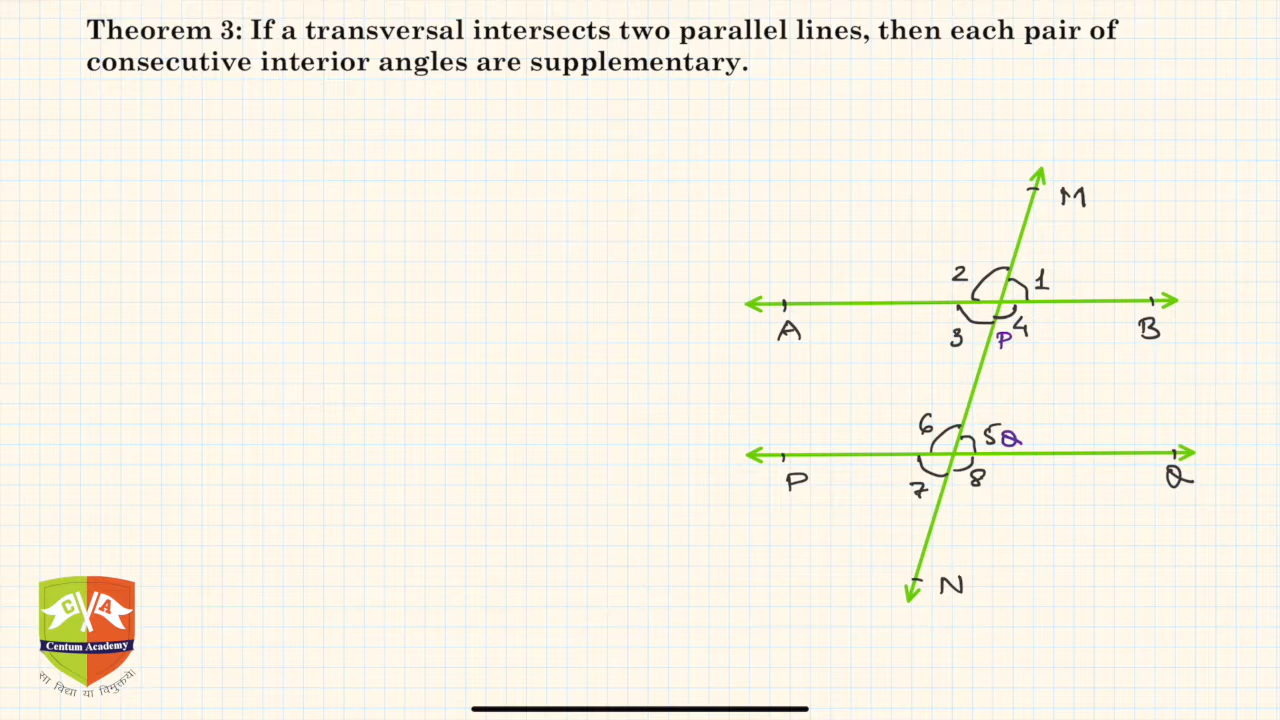 Theorem 3: If a transversal intersects two parallel lines, then each pair of
consecutive interior angles are supplementary.
M
2 1
A 3 P 4 B
6 5 Q
P 7 8 Q
N
C A
Centum Academy
सा विद्या या विमुक्तये।